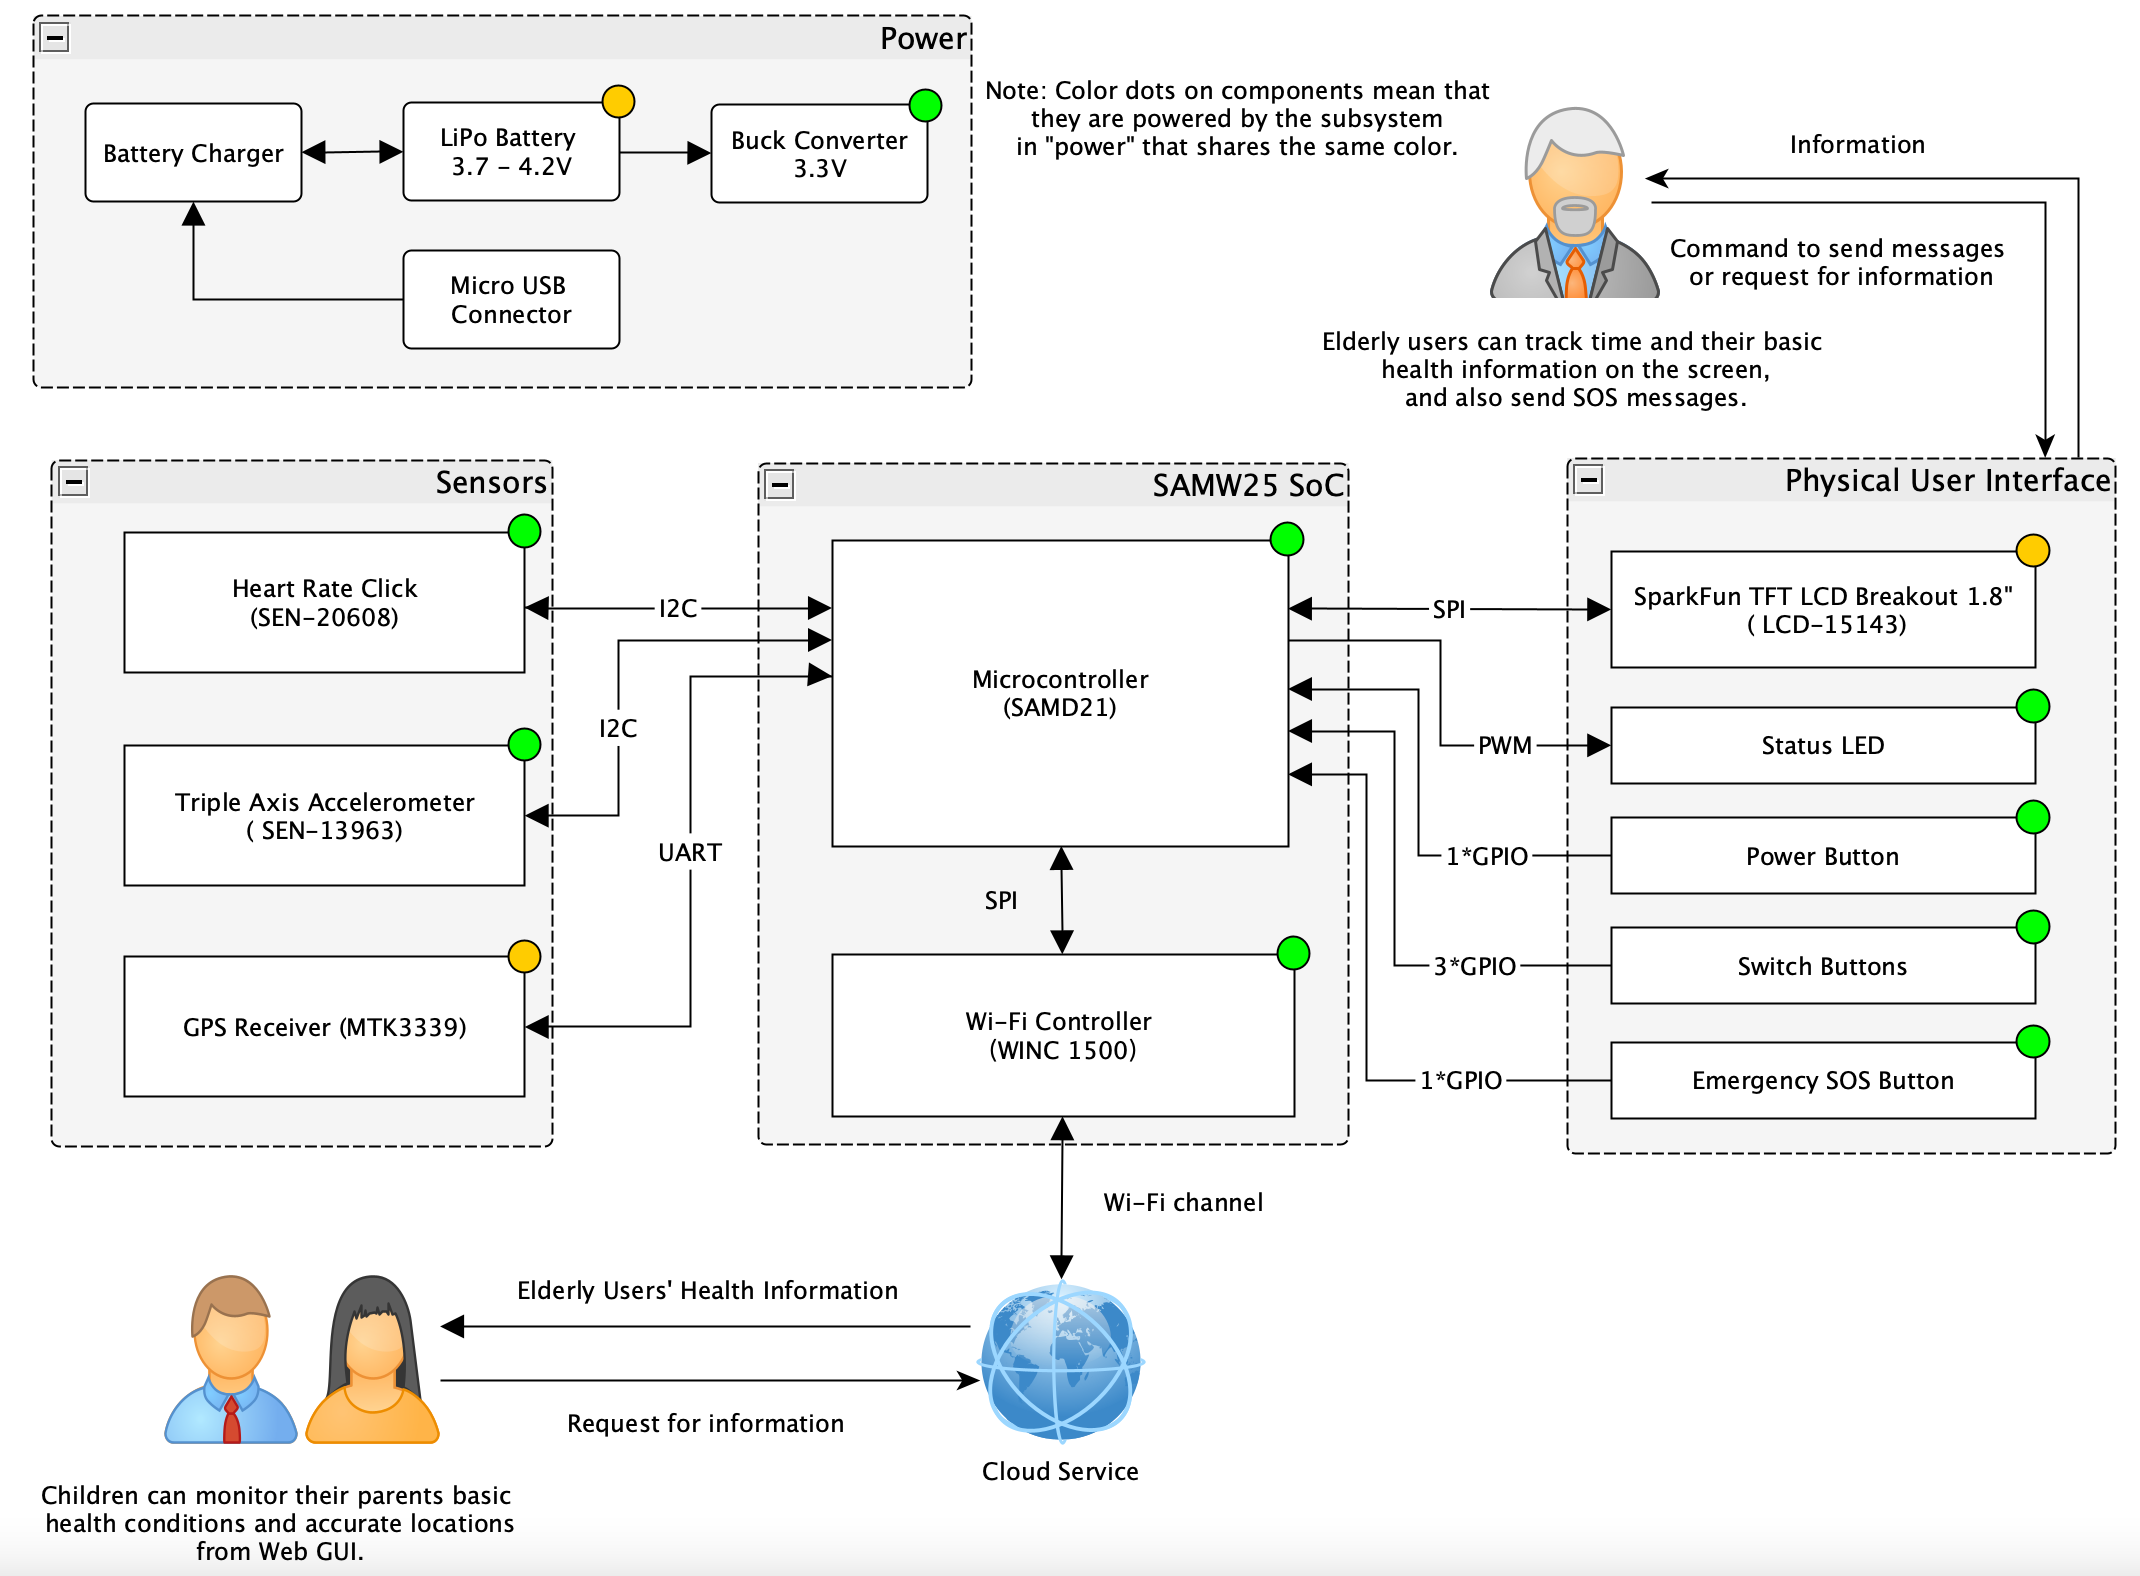 Power
Battery Charger
LiPo Battery
3.7 – 4.2V
Buck Converter
3.3V
Micro USB
Connector
Note: Color dots on components mean that
they are powered by the subsystem
in "power" that shares the same color.
Information
Command to send messages
or request for information
Elderly users can track time and their basic
health information on the screen,
and also send SOS messages.
Sensors
Heart Rate Click
(SEN-20608)
Triple Axis Accelerometer
( SEN-13963)
GPS Receiver (MTK3339)
I2C
I2C
UART
SAMW25 SoC
Microcontroller
(SAMD21)
SPI
Wi-Fi Controller
(WINC 1500)
SPI
PWM
1*GPIO
3*GPIO
1*GPIO
Physical User Interface
SparkFun TFT LCD Breakout 1.8"
( LCD-15143)
Status LED
Power Button
Switch Buttons
Emergency SOS Button
Wi-Fi channel
Elderly Users' Health Information
Request for information
Cloud Service
Children can monitor their parents basic
health conditions and accurate locations
from Web GUI.